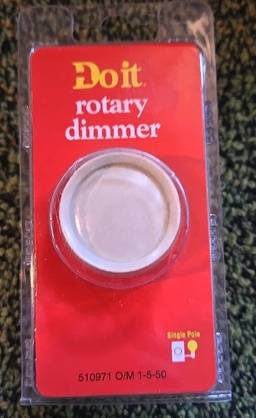 Do it
rotary
dimmer
Single Pole
510971 O/M 1-5-50